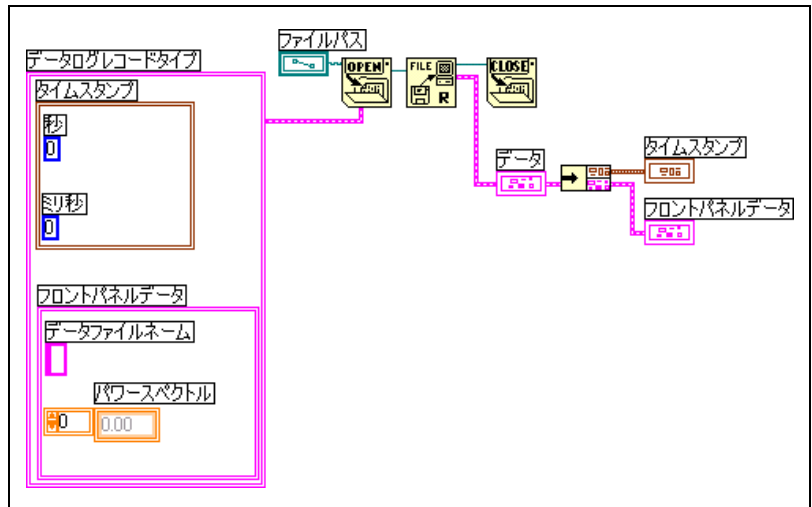 ファイルパス
データログレコードタイプ
OPEN
FILE
CLOSE
R
タイムスタンプ
秒
0
ミリ秒
0
データ
タイムスタンプ
フロントパネルデータ
フロントパネルデータ
データファイルネーム
パワースペクトル
0
0.00